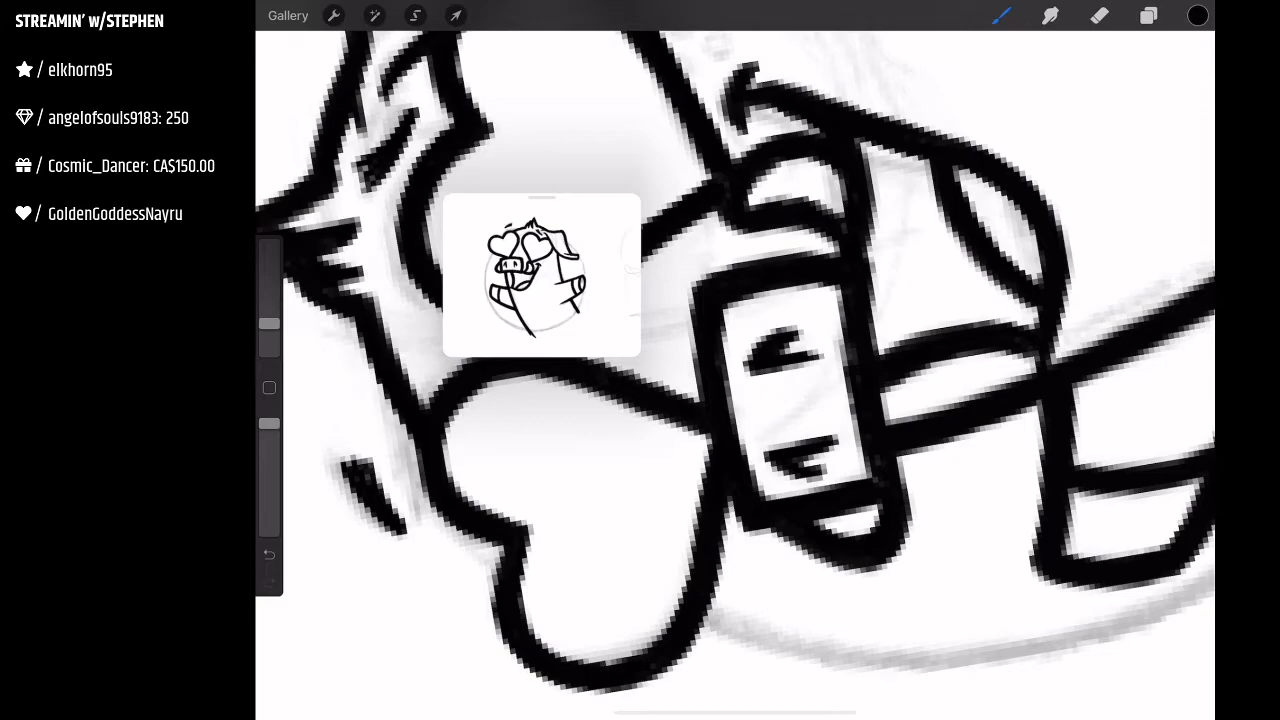 STREAMIN' w/STEPHEN
/ elkhorn95
/ angelofsouls9183: 250
/ Cosmic_Dancer: CA$150.00
/ GoldenGoddessNayru
Gallery